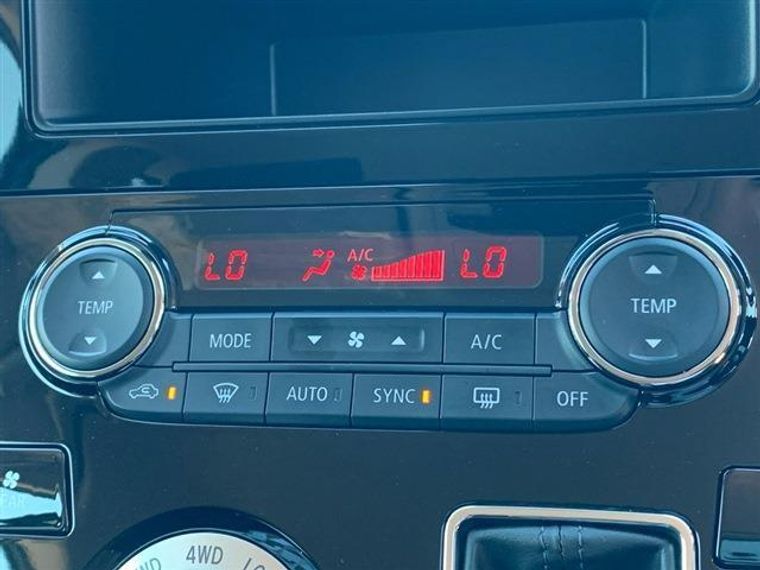 A/C
LO LO
TEMP MODE A/C TEMP
AUTO SYNC OFF
4WD